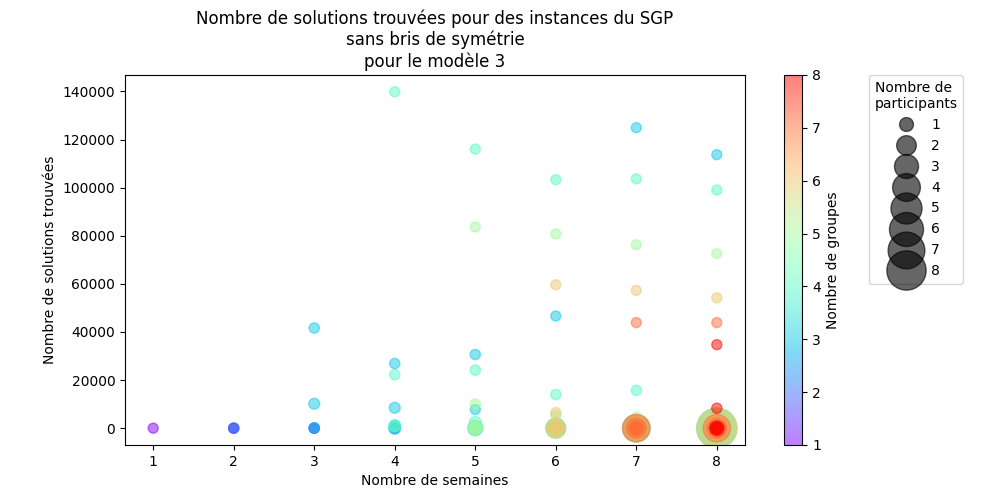 Nombre de solutions trouvées pour des instances du SGP
sans bris de symétrie
pour le modèle 3
Nombre de solutions trouvées
140000
120000
100000
80000
60000
40000
20000
0
1 2 3 4 5 6 7 8
Nombre de semaines
8
7
6
5
4
3
2
1
Nombre de groupes
Nombre de
participants
1
2
3
4
5
6
7
8